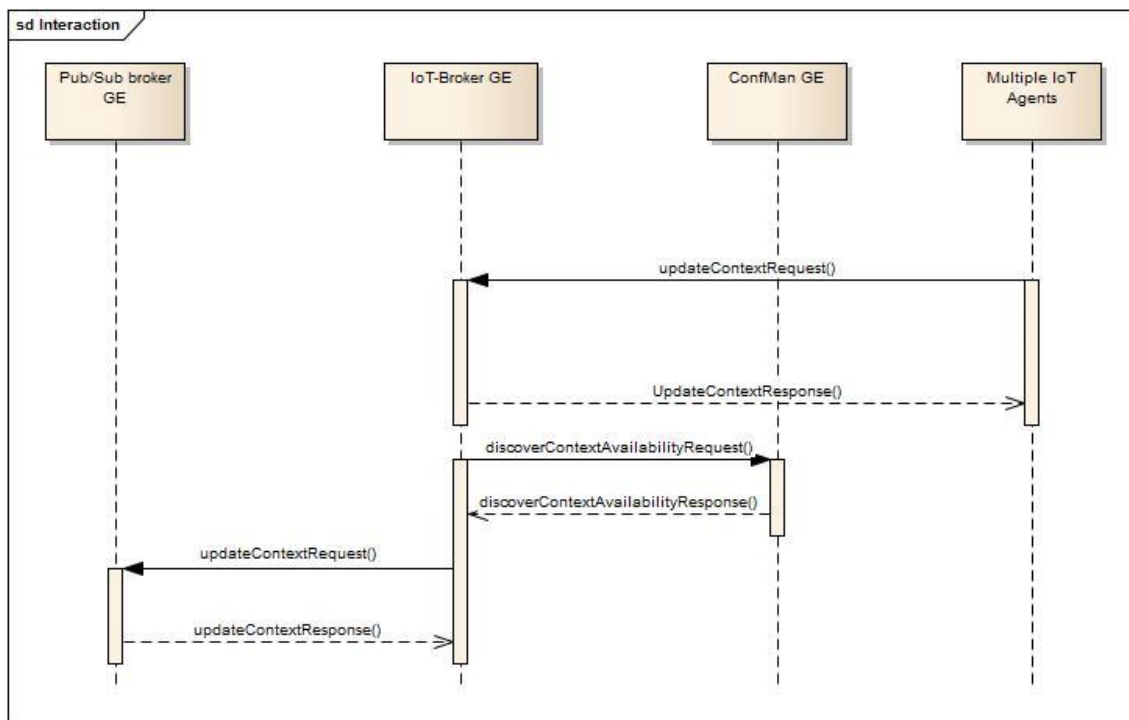 sd Interaction
Pub/Sub broker
GE
IoT-Broker GE
ConfMan GE
Multiple IoT
Agents
updateContextRequest()
UpdateContextResponse()
discoverContextAvailabilityRequest()
discoverContextAvailabilityResponse()
updateContextRequest()
updateContextResponse()